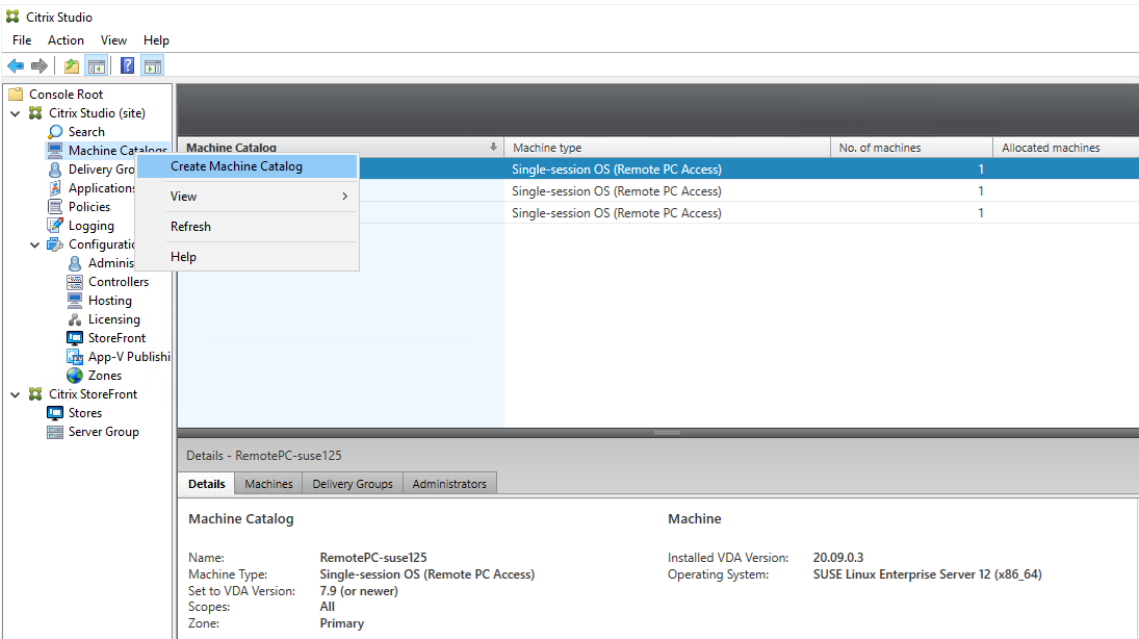 Citrix Studio
File Action View Help
Console Root
Citrix Studio (site)
Search
Machine Catalogs
Delivery Gro
Applications
Policies
Logging
Configuratio
Adminis
Controllers
Hosting
Licensing
StoreFront
App-V Publishi
Zones
Citrix StoreFront
Stores
Server Group
Create Machine Catalog
View
Refresh
Help
Machine Catalog Machine type No. of machines Allocated machines
Single-session OS (Remote PC Access) 1
Single-session OS (Remote PC Access) 1
Single-session OS (Remote PC Access) 1
Details - RemotePC-suse125
Details Machines Delivery Groups Administrators
Machine Catalog Machine
Name: RemotePC-suse125 Installed VDA Version: 20.09.0.3
Machine Type: Single-session OS (Remote PC Access) Operating System: SUSE Linux Enterprise Server 12 (x86_64)
Set to VDA Version: 7.9 (or newer)
Scopes: All
Zone: Primary